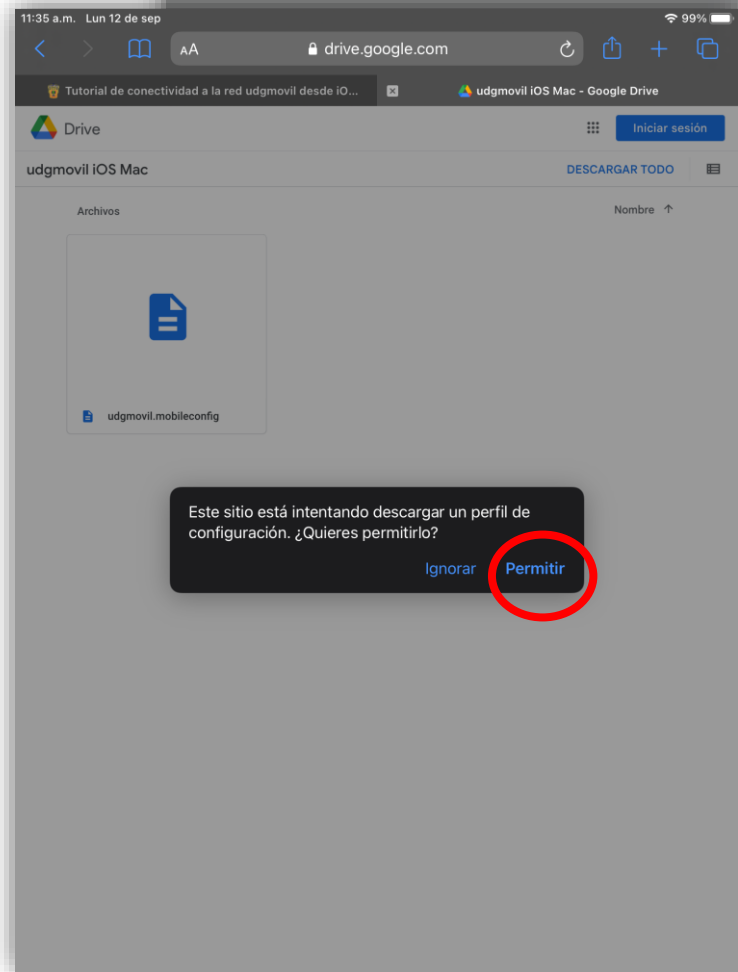 11:35 a.m. Lun 12 de sep
99%
AA
drive.google.com
Tutorial de conectividad a la red udgmovil desde iO...
udgmovil iOS Mac - Google Drive
Drive
Iniciar sesión
udgmovil iOS Mac
DESCARGAR TODO
Archivos
Nombre
udgmovil.mobileconfig
Este sitio está intentando descargar un perfil de
configuración. ¿Quieres permitirlo?
Ignorar
Permitir